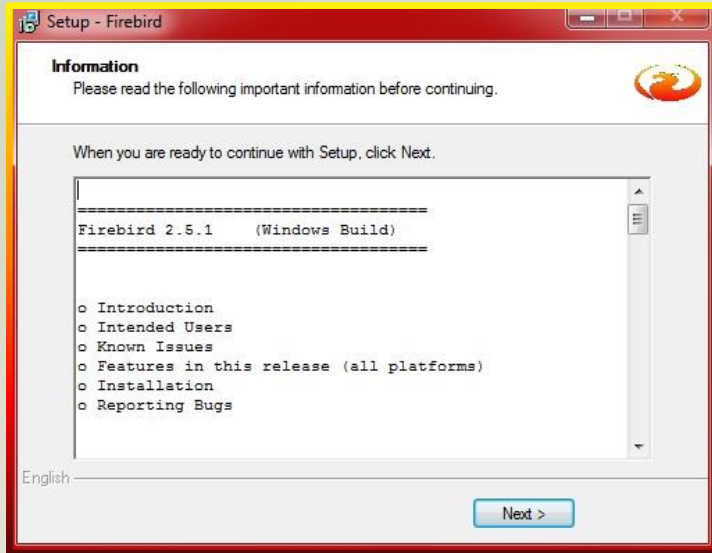 Setup - Firebird
Information
Please read the following important information before continuing.
When you are ready to continue with Setup, click Next.
====================================
Firebird 2.5.1    (Windows Build)
====================================
o Introduction
o Intended Users
o Known Issues
o Features in this release (all platforms)
o Installation
o Reporting Bugs
English
Next >